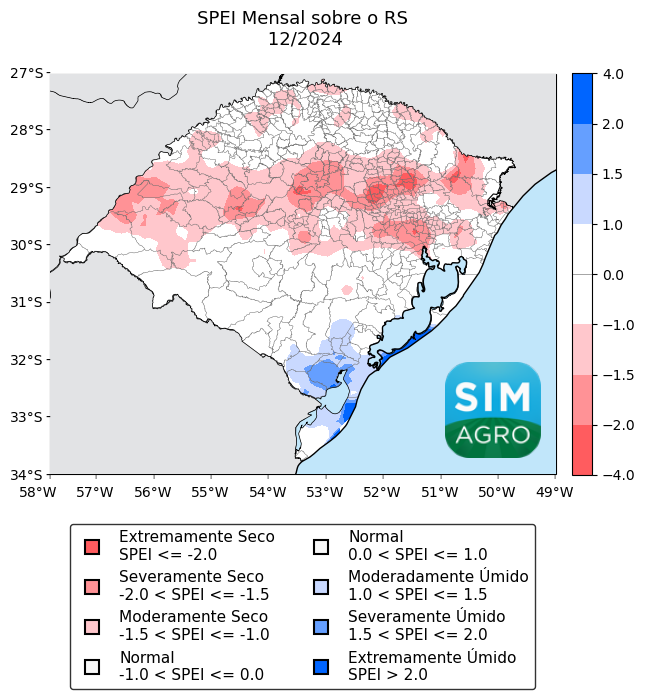 SPEI Mensal sobre o RS
12/2024
27°S
28°S
29°S
30°S
31°S
32°S
33°S
34°S
58°W 57°W 56°W 55°W 54°W 53°W 52°W 51°W 50°W 49°W
4.0
2.0
1.5
1.0
0.0
−1.0
−1.5
−2.0
−4.0
SIM
AGRO
Extremamente Seco
SPEI <= -2.0
Severamente Seco
-2.0 < SPEI <= -1.5
Moderamente Seco
-1.5 < SPEI <= -1.0
Normal
-1.0 < SPEI <= 0.0
Normal
0.0 < SPEI <= 1.0
Moderadamente Úmido
1.0 < SPEI <= 1.5
Severamente Úmido
1.5 < SPEI <= 2.0
Extremamente Úmido
SPEI > 2.0